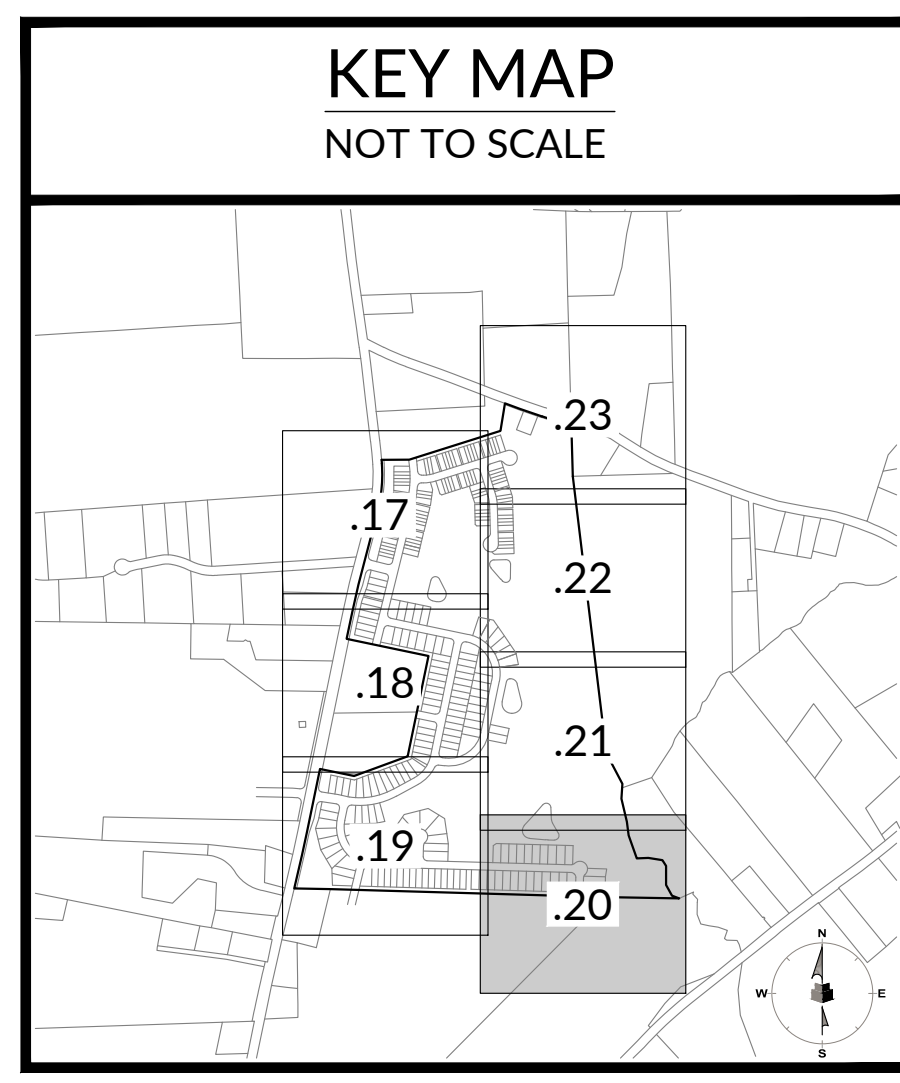 KEY MAP
NOT TO SCALE
.23
.17
.22
.18
.21
.19
.20
N
W E
S